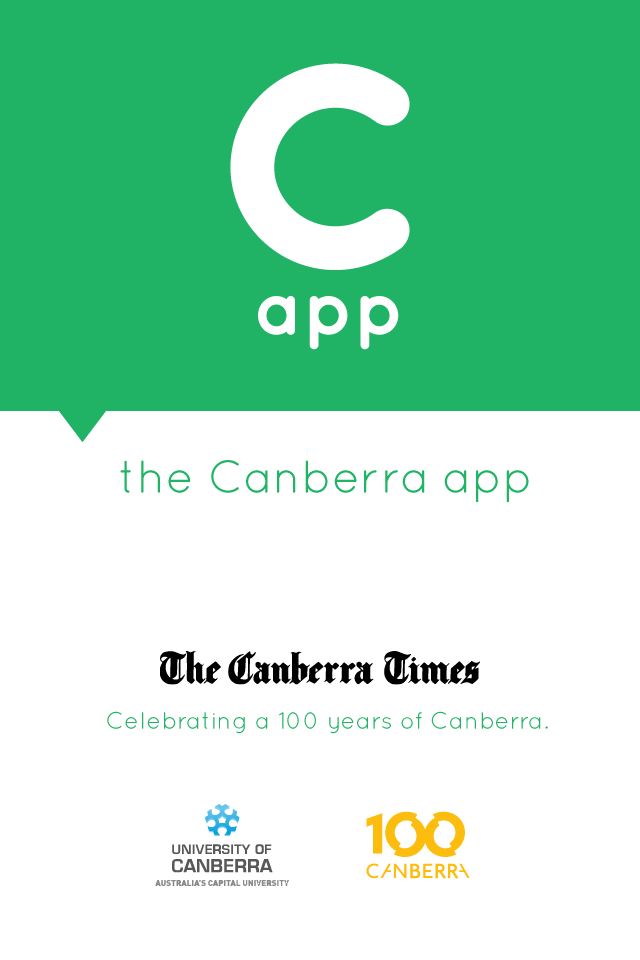 C
app
the Canberra app
The Canberra Times
Celebrating a 100 years of Canberra.
UNIVERSITY OF
CANBERRA
AUSTRALIA'S CAPITAL UNIVERSITY
100
CANBERRA